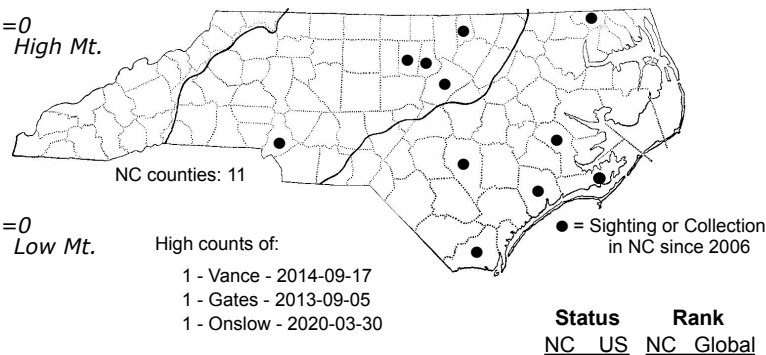 =0
High Mt.
NC counties: 11
=0
Low Mt.
High counts of:
1 - Vance - 2014-09-17
1 - Gates - 2013-09-05
1 - Onslow - 2020-03-30
● = Sighting or Collection
in NC since 2006
Status Rank
NC US NC Global